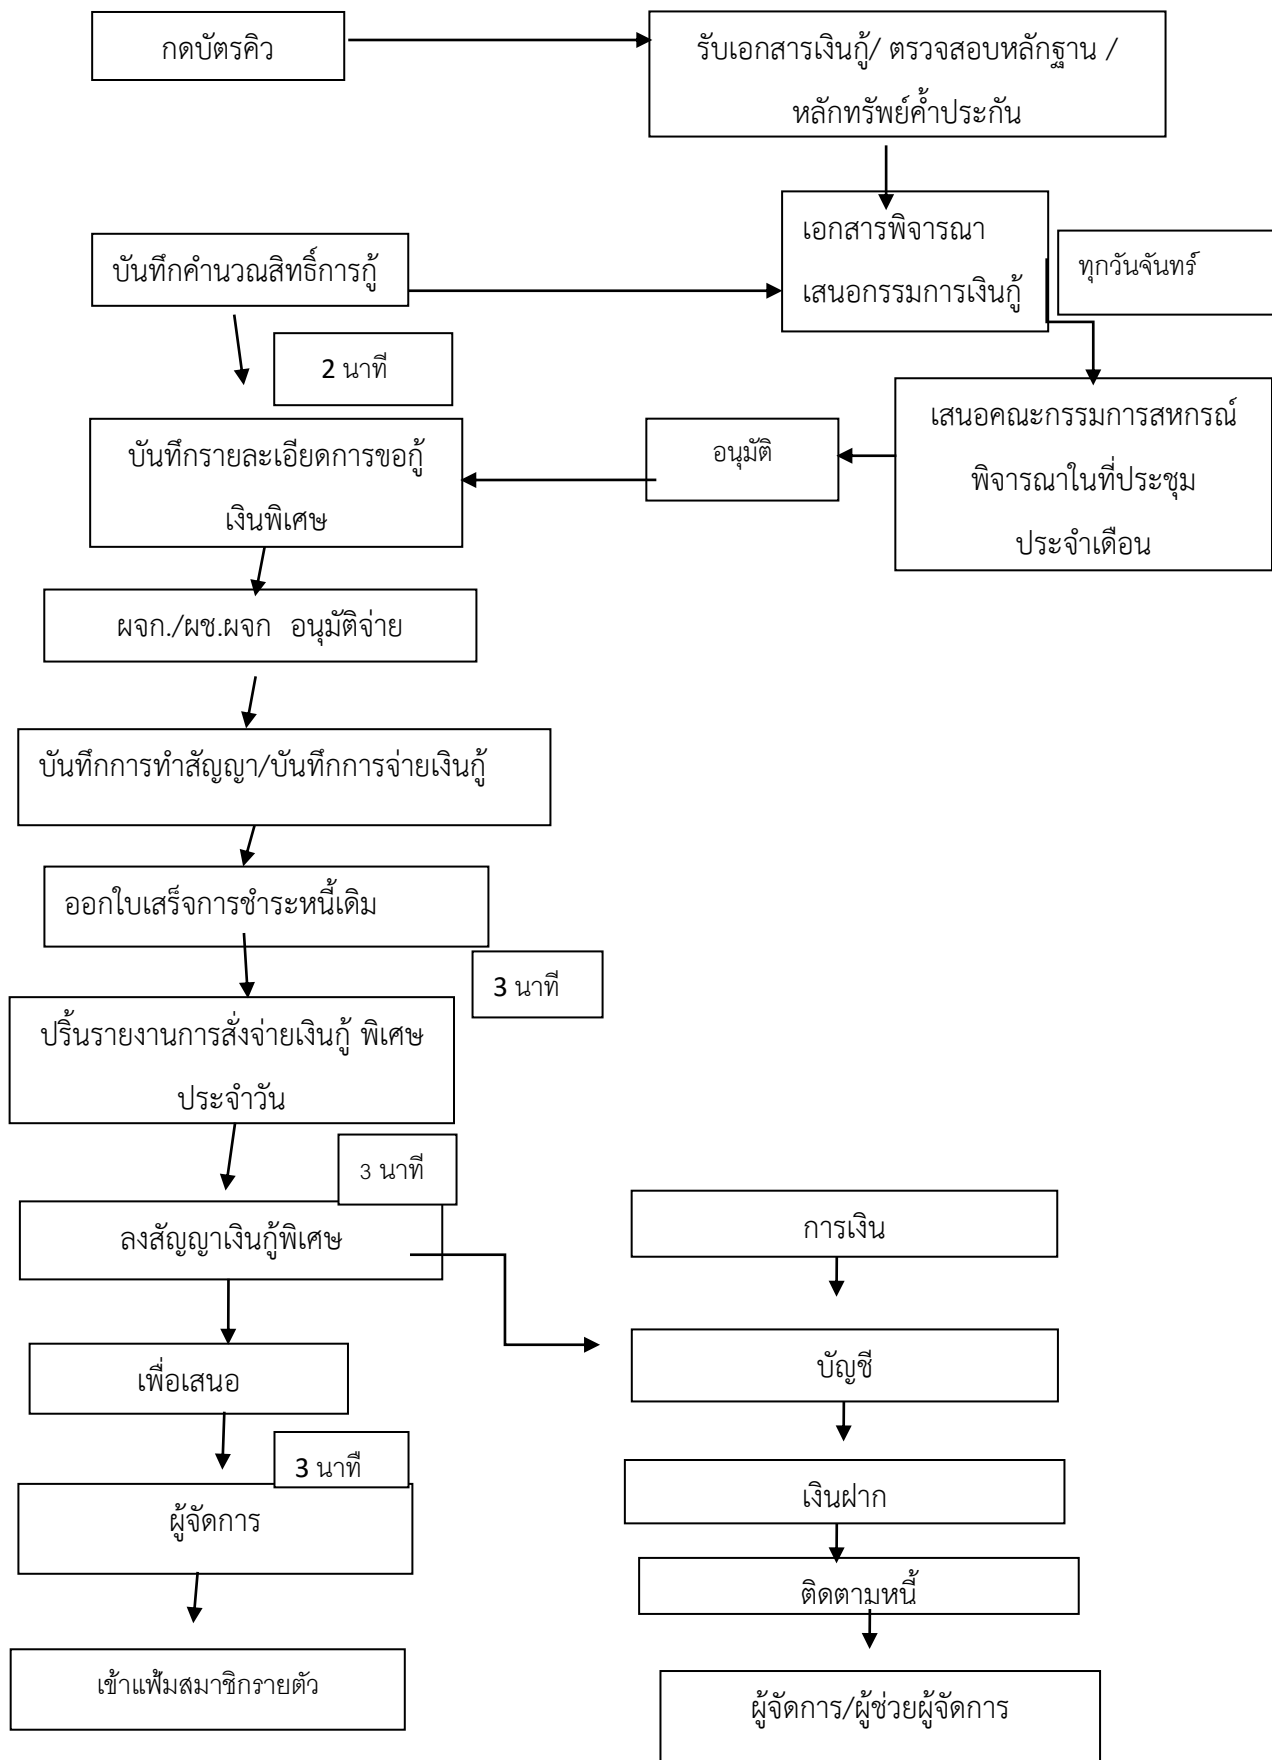 กดบัตรคิว
รับเอกสารเงินกู้/ ตรวจสอบหลักฐาน /
หลักทรัพย์ค้ำประกัน
เอกสารพิจารณา
เสนอกรรมการเงินกู้
ทุกวันจันทร์
บันทึกคำนวณสิทธิ์การกู้
2 นาที
เสนอคณะกรรมการสหกรณ์
พิจารณาในที่ประชุม
ประจำเดือน
อนุมัติ
บันทึกรายละเอียดการขอกู้
เงินพิเศษ
ผจก./ผช.ผจก อนุมัติจ่าย
บันทึกการทำสัญญา/บันทึกการจ่ายเงินกู้
ออกใบเสร็จการชำระหนี้เดิม
3 นาที
ปริ้นรายงานการสั่งจ่ายเงินกู้ พิเศษ
ประจำวัน
3 นาที
ลงสัญญาเงินกู้พิเศษ
เพื่อเสนอ
3 นาที
ผู้จัดการ
เข้าแฟ้มสมาชิกรายตัว
การเงิน
บัญชี
เงินฝาก
ติดตามหนี้
ผู้จัดการ/ผู้ช่วยผู้จัดการ